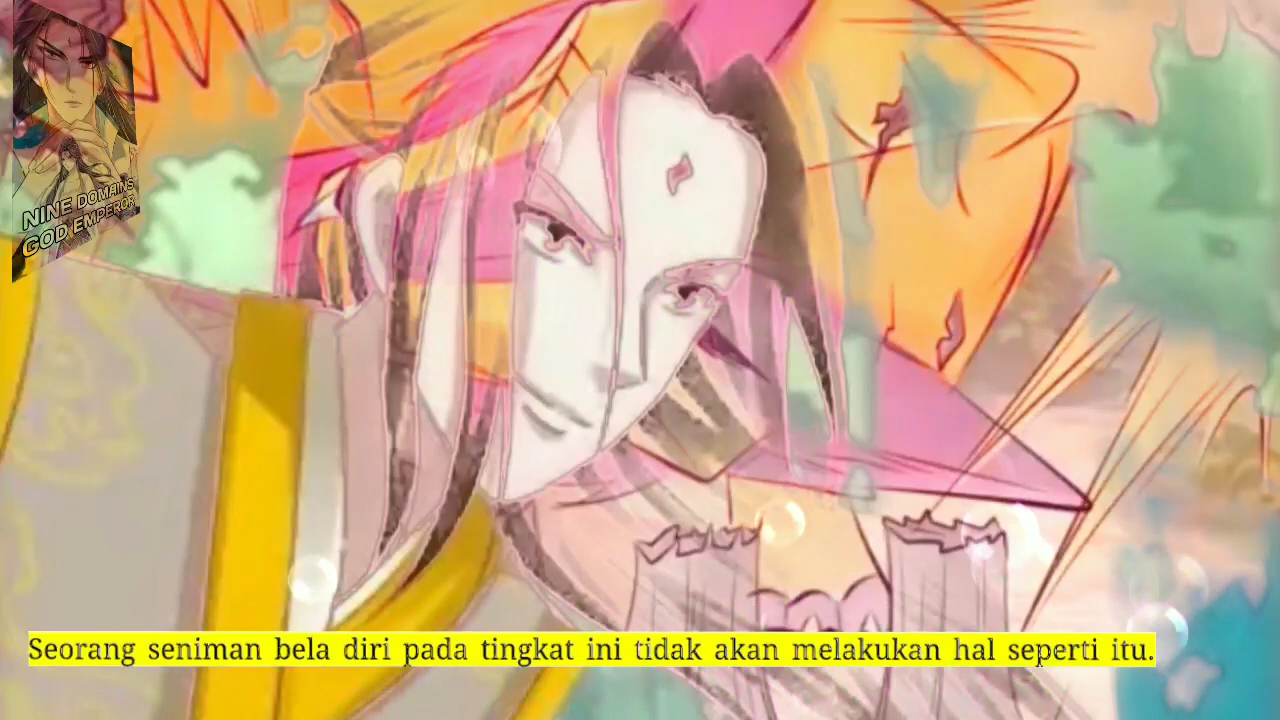 NINE DOMAINS
GOD EMPEROR
Seorang seniman bela diri pada tingkat ini tidak akan melakukan hal seperti itu.